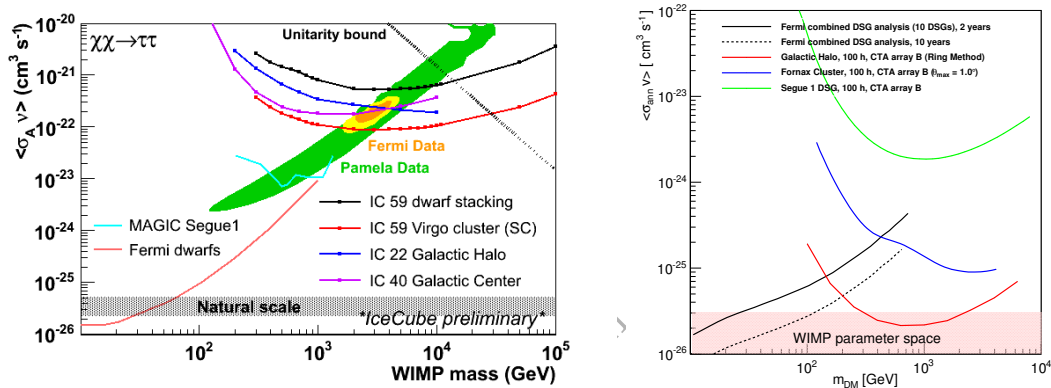 χχ→ττ
Unitarity bound
Fermi Data
Pamela Data
MAGIC Segue1
Fermi dwarfs
IC 59 dwarf stacking
IC 59 Virgo cluster (SC)
IC 22 Galactic Halo
IC 40 Galactic Center
Natural scale
*IceCube preliminary*
<σ_A v> (cm³ s⁻¹)
10⁻²⁰
10⁻²¹
10⁻²²
10⁻²³
10⁻²⁴
10⁻²⁵
10⁻²⁶
10² 10³ 10⁴ 10⁵
WIMP mass (GeV)
Fermi combined DSG analysis (10 DSGs), 2 years
Fermi combined DSG analysis, 10 years
Galactic Halo, 100 h, CTA array B (Ring Method)
Fornax Cluster, 100 h, CTA array B (θ_max = 1.0°)
Segue 1 DSG, 100 h, CTA array B
WIMP parameter space
<σ_ann v> [ cm³ s⁻¹]
10⁻²²
10⁻²³
10⁻²⁴
10⁻²⁵
10⁻²⁶
10² 10³ 10⁴
m_DM [GeV]